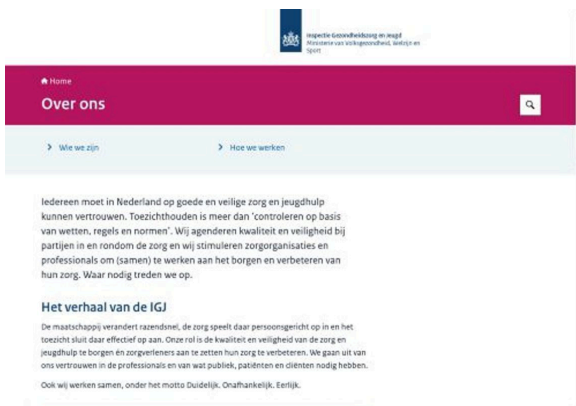 Inspectie Gezondheidszorg en Jeugd
Ministerie van Volksgezondheid, Welzijn en
Sport
Home
Over ons
Wie we zijn
Hoe we werken
Iedereen moet in Nederland op goede en veilige zorg en jeugdhulp
kunnen vertrouwen. Toezichthouden is meer dan 'controleren op basis
van wetten, regels en normen'. Wij agenderen kwaliteit en veiligheid bij
partijen in en rondom de zorg en wij stimuleren zorgorganisaties en
professionals om (samen) te werken aan het borgen en verbeteren van
hun zorg. Waar nodig treden we op.
Het verhaal van de IGJ
De maatschappij verandert razendsnel, de zorg speelt daar persoonsgericht op in en het
toezicht sluit daar effectief op aan. Onze rol is de kwaliteit en veiligheid van de zorg en
jeugdhulp te borgen én zorgverleners aan te zetten hun zorg te verbeteren. We gaan uit van
ons vertrouwen in de professionals en van wat publiek, patiënten en cliënten nodig hebben.
Ook wij werken samen, onder het motto Duidelijk. Onafhankelijk. Eerlijk.